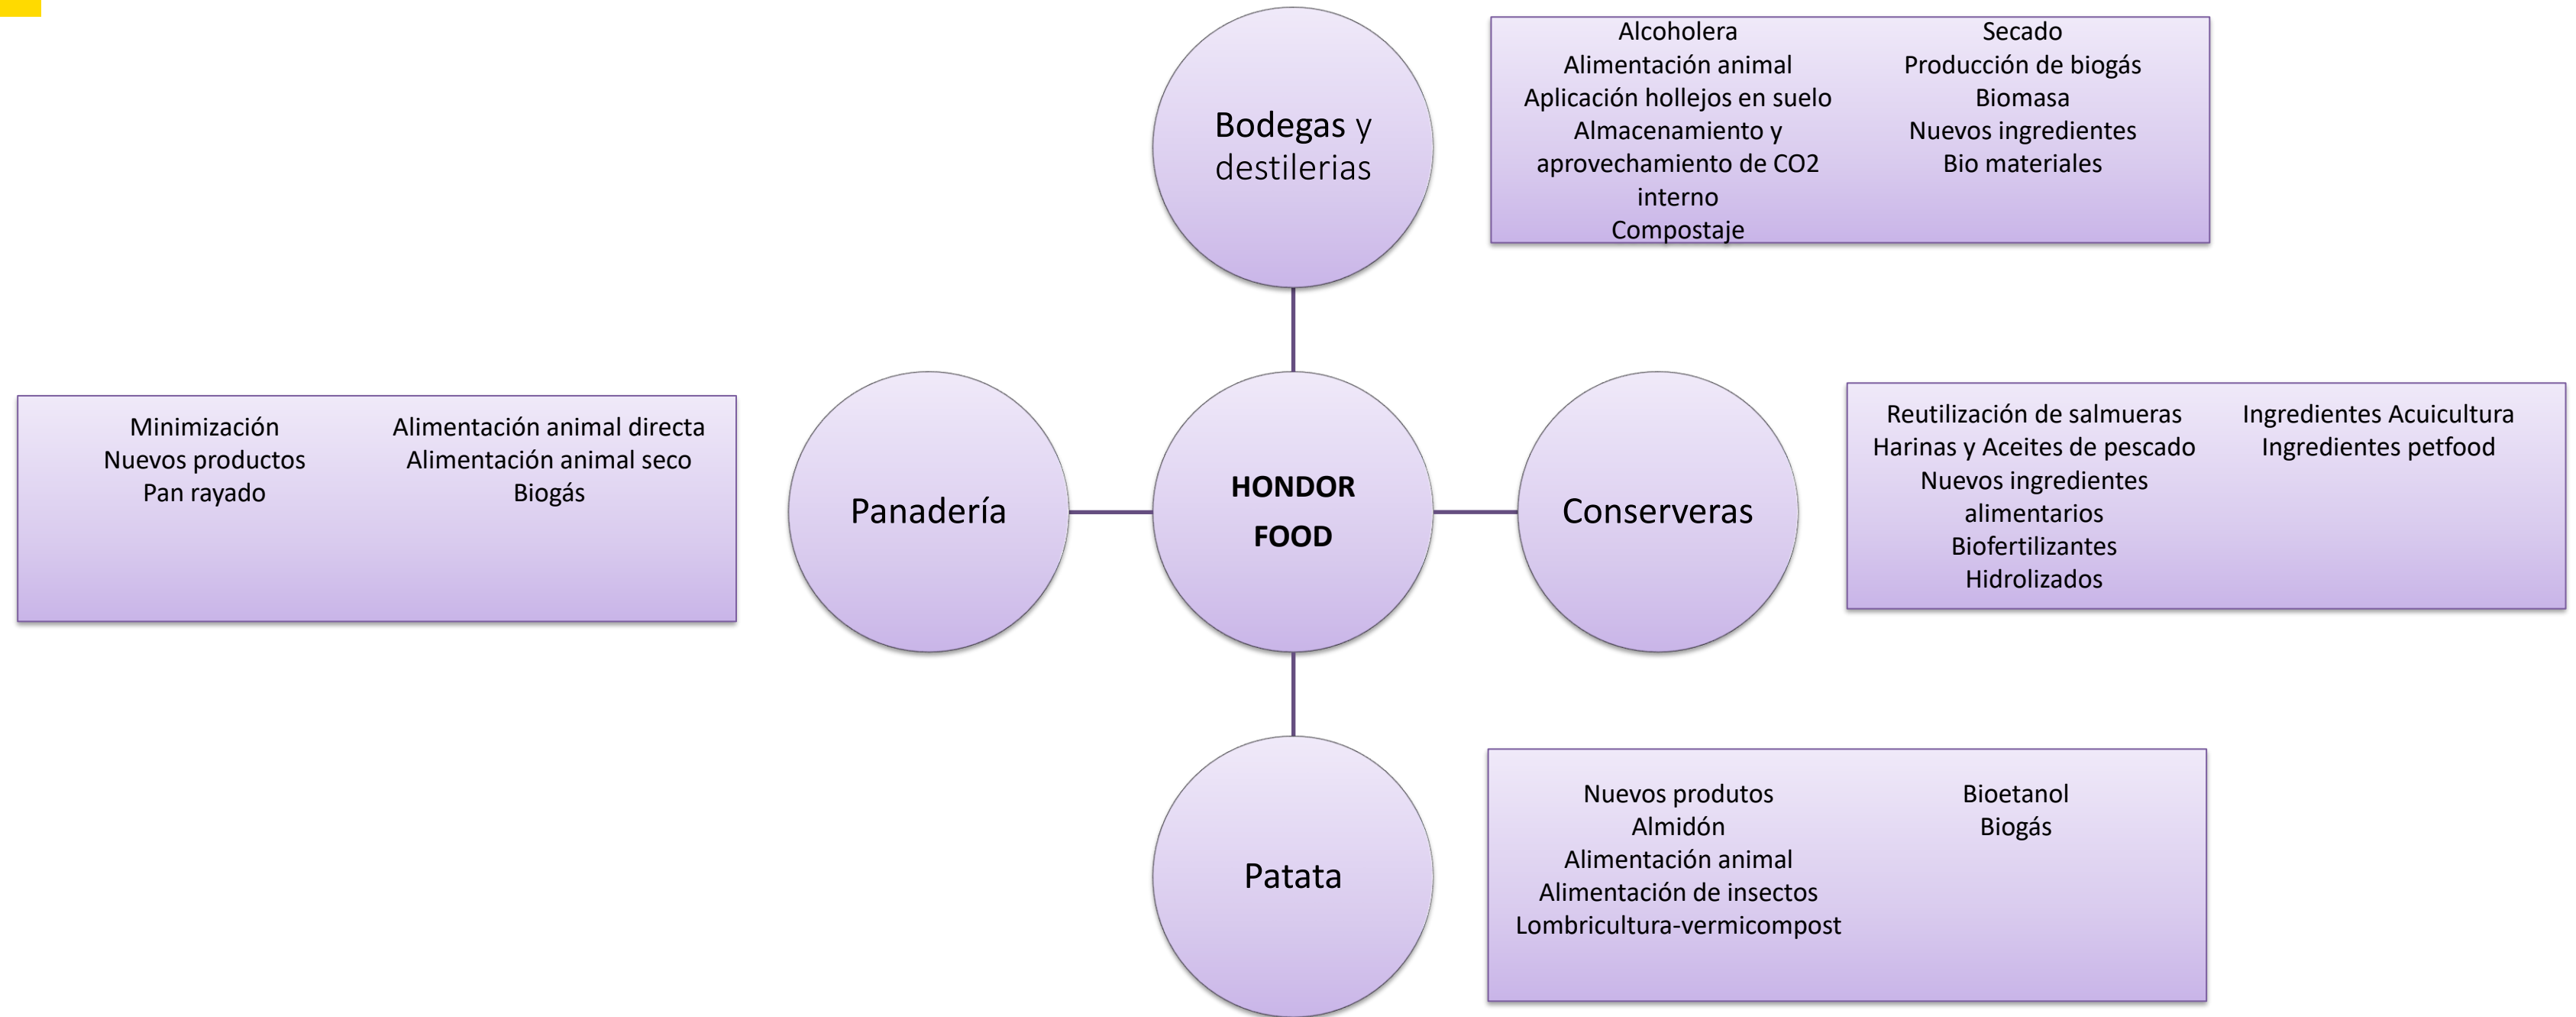 Bodegas y
destilerias
Alcoholera
Alimentación animal
Aplicación hollejos en suelo
Almacenamiento y
aprovechamiento de CO2
interno
Compostaje
Secado
Producción de biogás
Biomasa
Nuevos ingredientes
Bio materiales
Minimización
Nuevos productos
Pan rayado
Alimentación animal directa
Alimentación animal seco
Biogás
Panadería
HONDOR
FOOD
Conserveras
Reutilización de salmueras
Harinas y Aceites de pescado
Nuevos ingredientes
alimentarios
Biofertilizantes
Hidrolizados
Ingredientes Acuicultura
Ingredientes petfood
Patata
Nuevos produtos
Almidón
Alimentación animal
Alimentación de insectos
Lombricultura-vermicompost
Bioetanol
Biogás